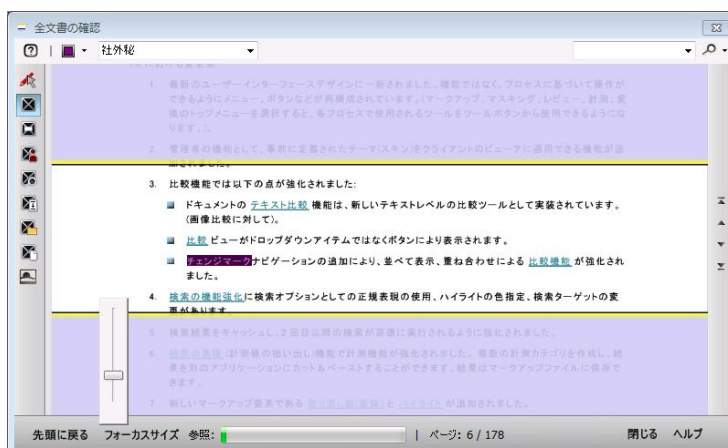 全文書の確認
社外秘
1. 最新のユーザーインターフェースデザインに一新されました。機能ではなく、プロセスに基づいて操作が
できるようにメニュー、ボタンなどが再構成されています。(マークアップ、マスキング、レビュー、計測、変
換のトップメニューを選択すると、各プロセスで使用されるツールをツールボタンから使用できるようにな
ります。)。
2. 管理者の機能として、事前に定義されたテーマ(スキン)をクライアントのビューアに適用できる機能が追
加されました。
3. 比較機能では以下の点が強化されました:
ドキュメントの テキスト比較 機能は、新しいテキストレベルの比較ツールとして実装されています。
(画像比較に対して)。
比較 ビューがドロップダウンアイテムではなくボタンにより表示されます。
チェンジマークナビゲーションの追加により、並べて表示、重ね合わせによる 比較機能 が強化され
ました。
4. 検索の機能強化に検索オプションとしての正規表現の使用、ハイライトの色指定、検索ターゲットの変
更があります。
5. 検索結果をキャッシュし、2回目以降の検索が高速に実行されるように強化されました。
6. (計測値の拾い出し)機能で計測機能が強化されました。複数の計測カテゴリを作成し、結
果を別のアプリケーションにカット&ペーストすることができます。結果はマークアップファイルに保存で
きます。
7. 新しいマークアップ要素である と ハイライト が追加されました。
先頭に戻る フォーカスサイズ 参照: | ページ: 6 / 178 閉じる ヘルプ